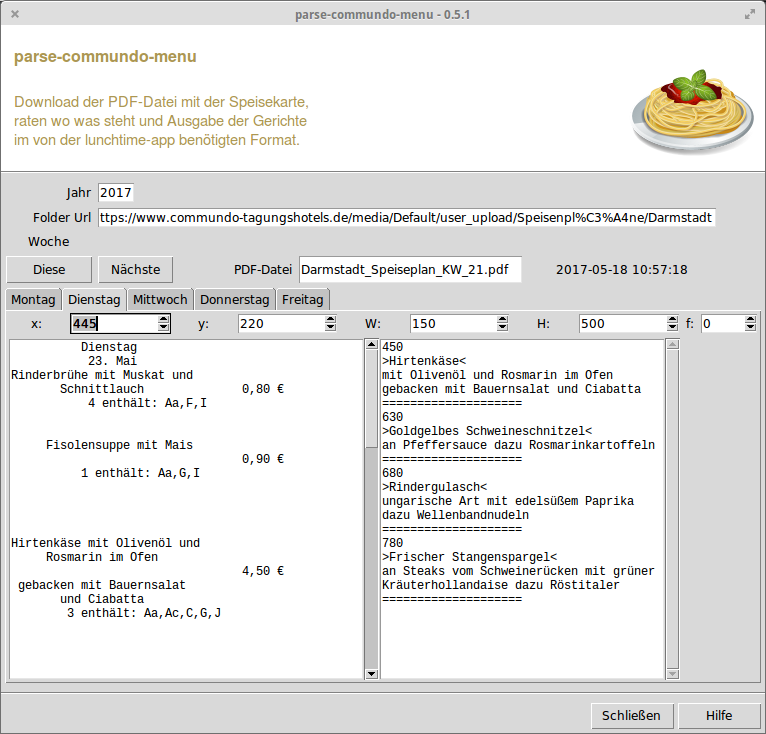 parse-commundo-menu - 0.5.1
parse-commundo-menu
Download der PDF-Datei mit der Speisekarte,
raten wo was steht und Ausgabe der Gerichte
im von der lunchtime-app benötigten Format.
Jahr 2017
Folder Url ttps://www.commundo-tagungshotels.de/media/Default/user_upload/Speisenpl%C3%A4ne/Darmstadt
Woche
Diese Nächste PDF-Datei Darmstadt_Speiseplan_KW_21.pdf 2017-05-18 10:57:18
Montag Dienstag Mittwoch Donnerstag Freitag
x: 445 y: 220 W: 150 H: 500 f: 0
Dienstag
23. Mai
Rinderbrühe mit Muskat und
Schnittlauch 0,80 €
4 enthält: Aa,F,I
Fisolensuppe mit Mais
0,90 €
1 enthält: Aa,G,I
Hirtenkäse mit Olivenöl und
Rosmarin im Ofen
4,50 €
gebacken mit Bauernsalat
und Ciabatta
3 enthält: Aa,Ac,C,G,J
450
>Hirtenkäse<
mit Olivenöl und Rosmarin im Ofen
gebacken mit Bauernsalat und Ciabatta
====================
630
>Goldgelbes Schweineschnitzel<
an Pfeffersauce dazu Rosmarinkartoffeln
====================
680
>Rindergulasch<
ungarische Art mit edelsüßem Paprika
dazu Wellenbandnudeln
====================
780
>Frischer Stangenspargel<
an Steaks vom Schweinerücken mit grüner
Kräuterhollandaise dazu Röstitaler
====================
Schließen Hilfe